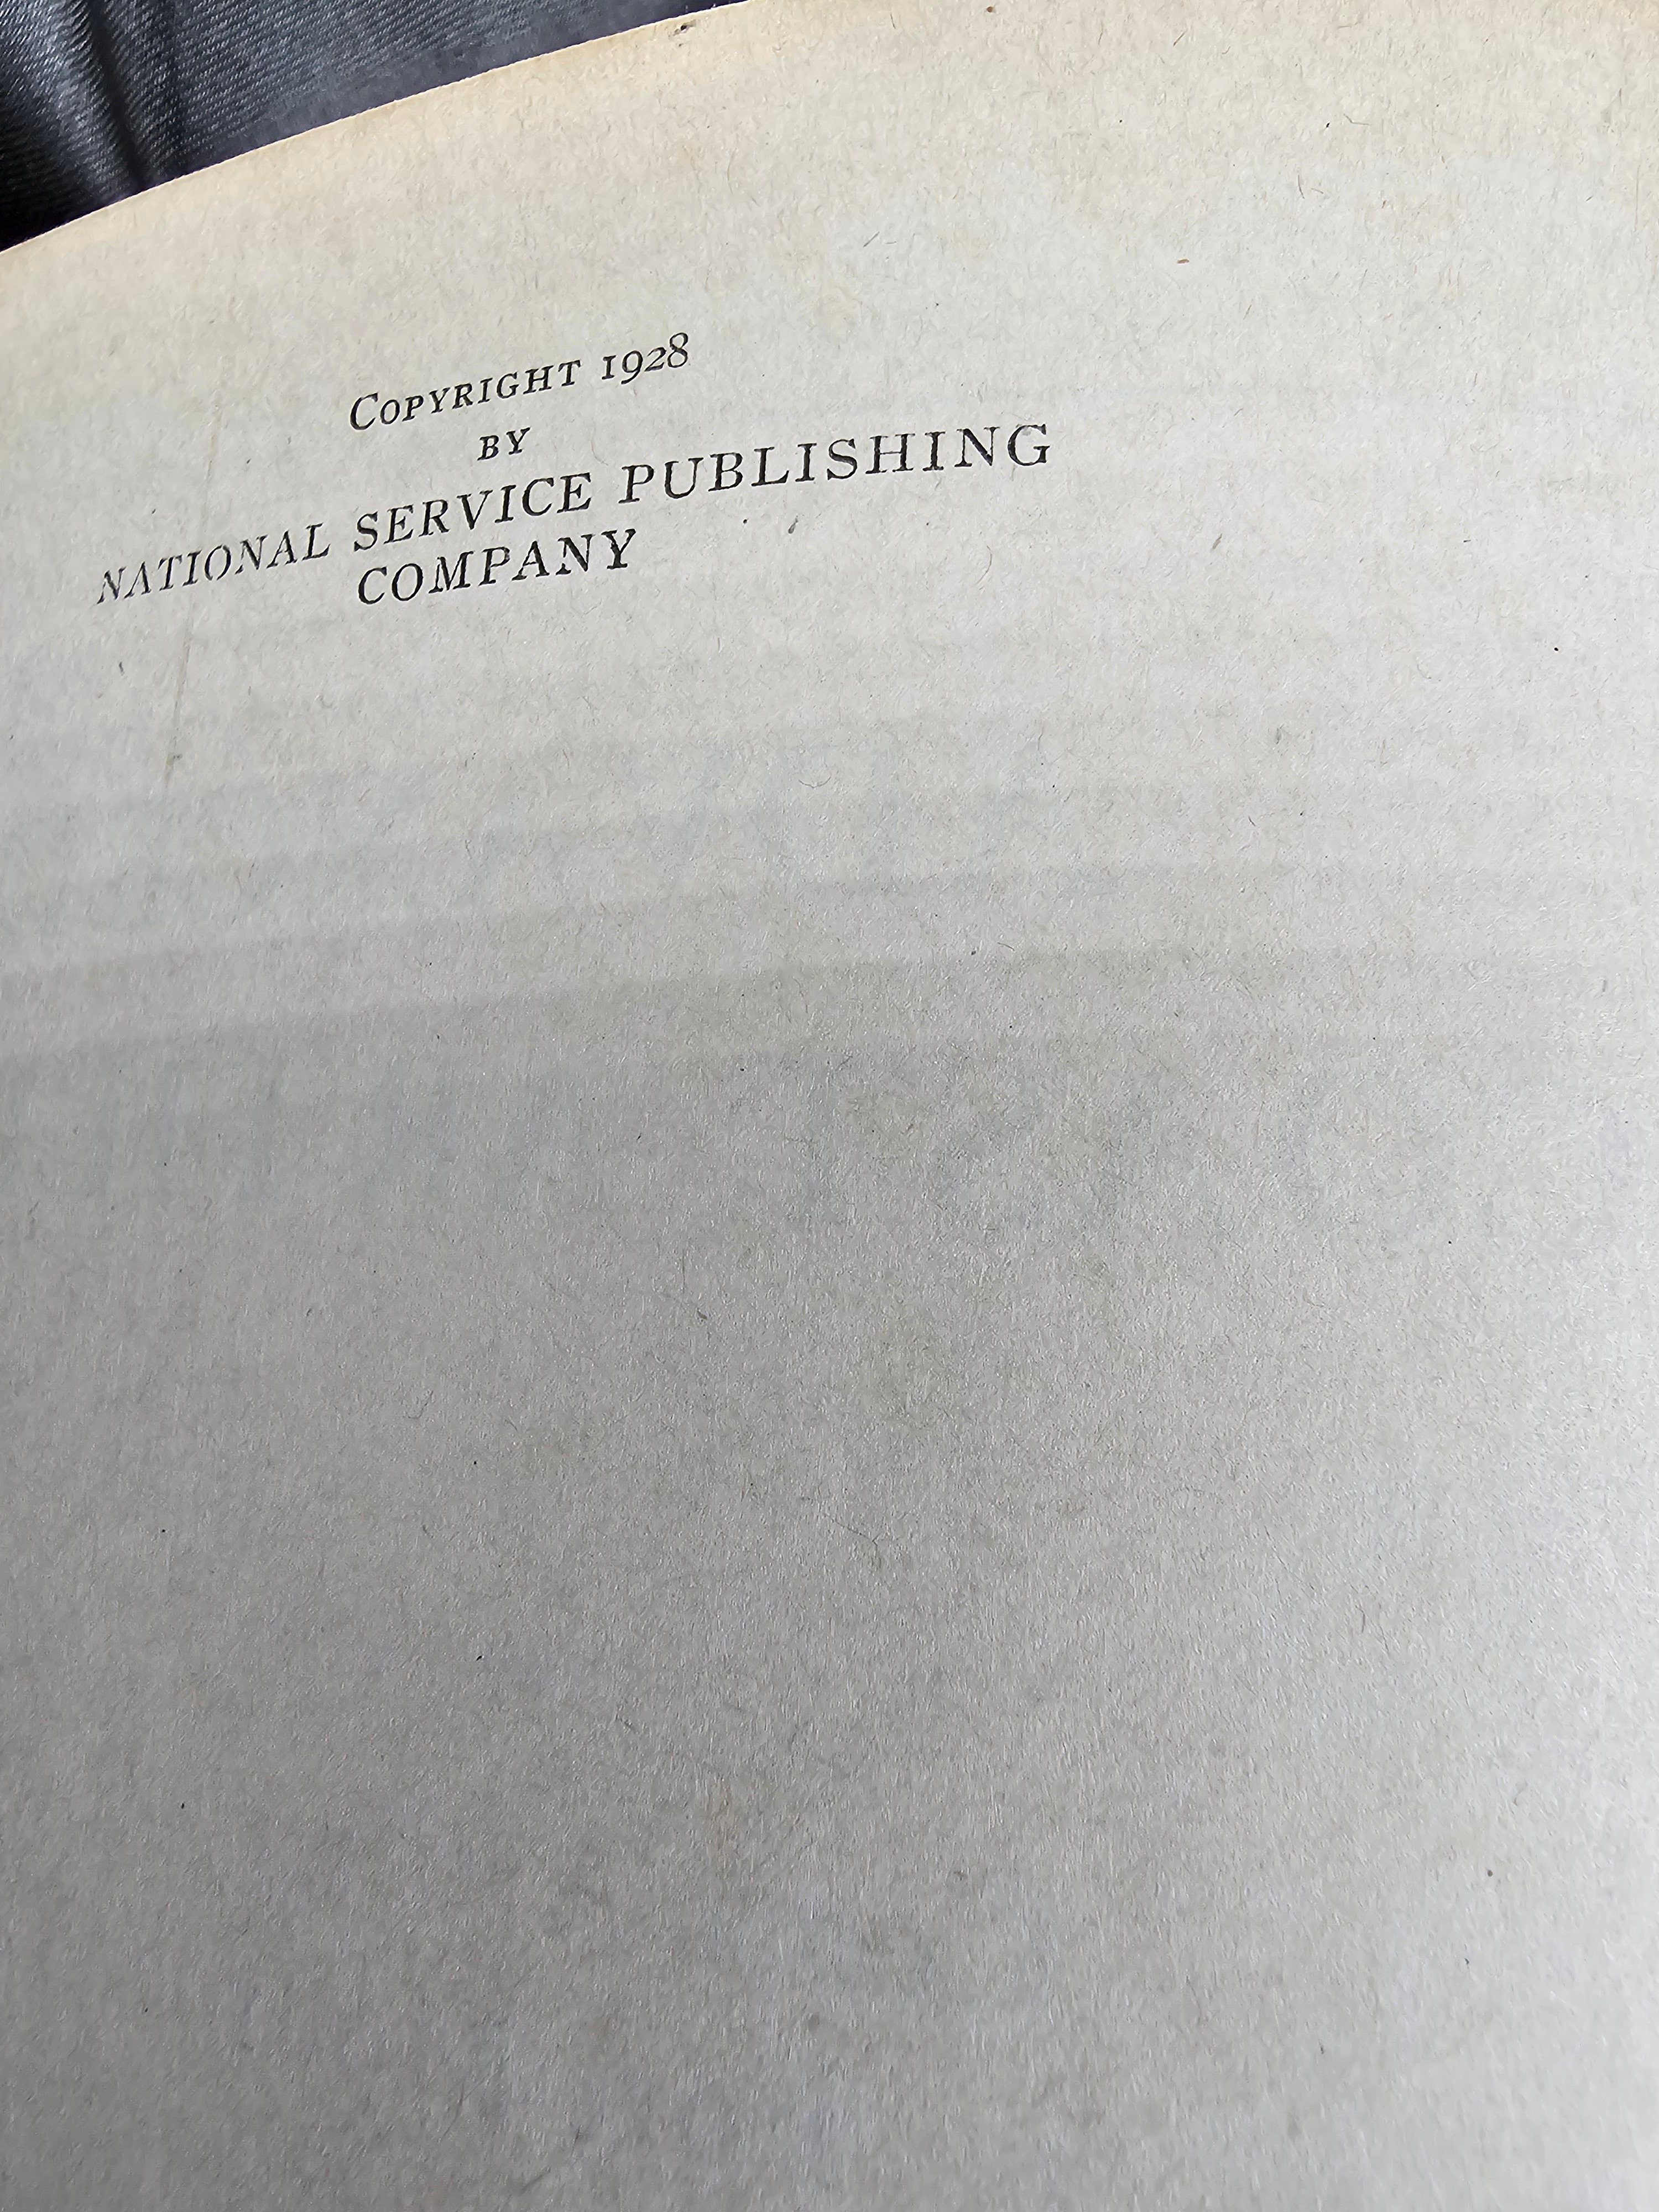 COPYRIGHT 1928
BY
NATIONAL SERVICE PUBLISHING
COMPANY